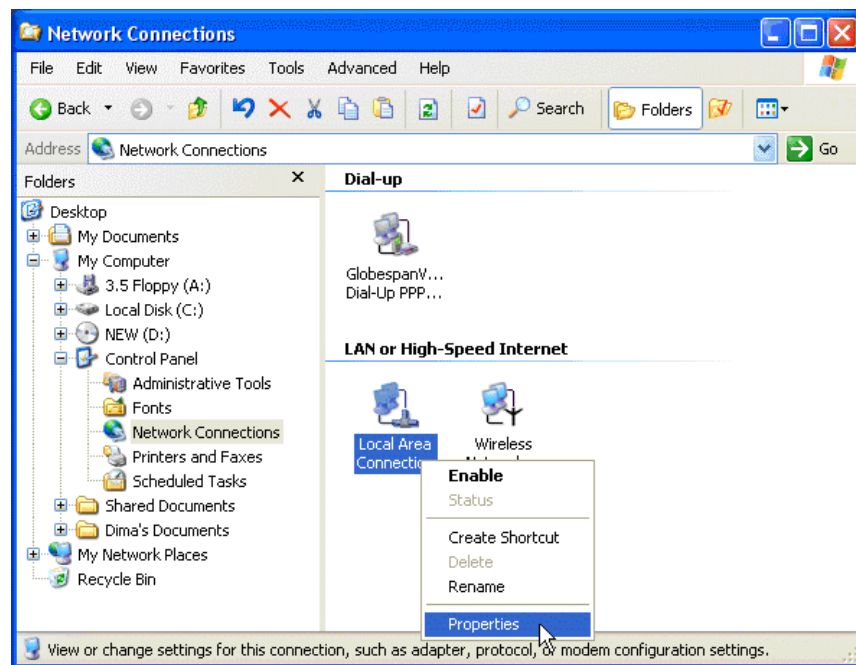 Network Connections
File Edit View Favorites Tools Advanced Help
Back Search Folders
Address Network Connections Go
Folders
Desktop
My Documents
My Computer
3.5 Floppy (A:)
Local Disk (C:)
NEW (D:)
Control Panel
Administrative Tools
Fonts
Network Connections
Printers and Faxes
Scheduled Tasks
Shared Documents
Dima's Documents
My Network Places
Recycle Bin
Dial-up
GlobespanV...
Dial-Up PPP...
LAN or High-Speed Internet
Local Area
Connection
Wireless
Enable
Status
Create Shortcut
Delete
Rename
Properties
View or change settings for this connection, such as adapter, protocol, or modem configuration settings.